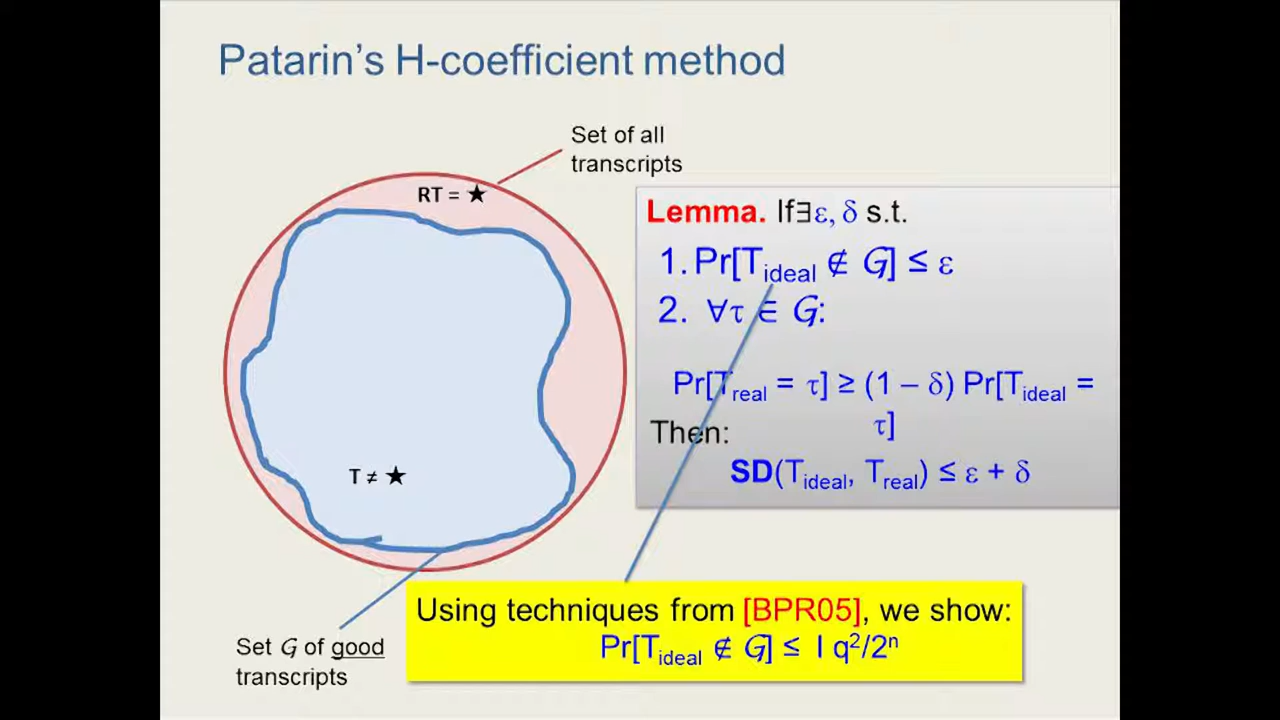 Patarin's H-coefficient method
Set of all
transcripts
RT = ★
Lemma. If∃ε, δ s.t.
1. Pr[T_ideal ∉ G] ≤ ε
2. ∀τ ∈ G:
Pr[T_real = τ] ≥ (1 – δ) Pr[T_ideal =
τ]
Then:
SD(T_ideal, T_real) ≤ ε + δ
T ≠ ★
Using techniques from [BPR05], we show:
Pr[T_ideal ∉ G] ≤ l q²/2ⁿ
Set G of good
transcripts